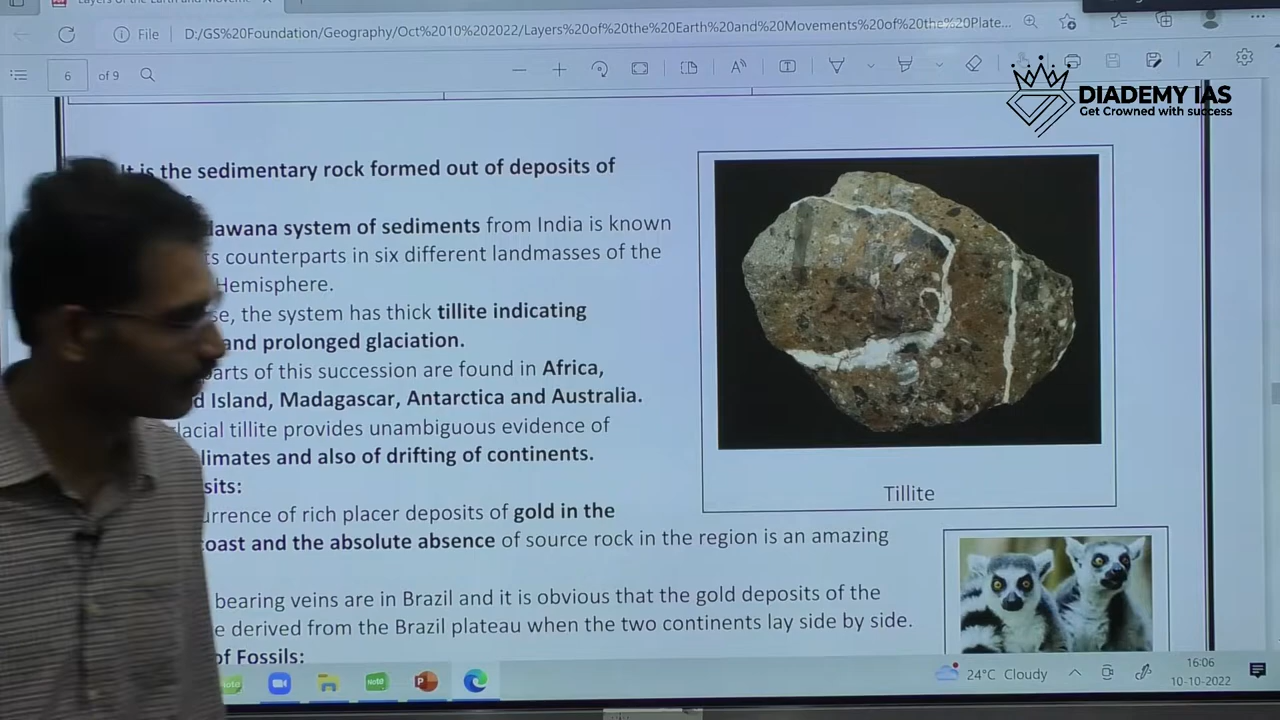 Layers of the Earth and Moveme
File D:/GS%20Foundation/Geography/Oct%2010%202022/Layers%20of%20the%20Earth%20and%20Movements%20of%20the%20Plate...
6 of 9
DIADEMY IAS
Get Crowned with success
It is the sedimentary rock formed out of deposits of
lawana system of sediments from India is known
ts counterparts in six different landmasses of the
Hemisphere.
se, the system has thick tillite indicating
and prolonged glaciation.
parts of this succession are found in Africa,
d Island, Madagascar, Antarctica and Australia.
lacial tillite provides unambiguous evidence of
limates and also of drifting of continents.
sits:
urrence of rich placer deposits of gold in the
oast and the absolute absence of source rock in the region is an amazing
bearing veins are in Brazil and it is obvious that the gold deposits of the
e derived from the Brazil plateau when the two continents lay side by side.
of Fossils:
Tillite
24°C Cloudy
16:06
10-10-2022